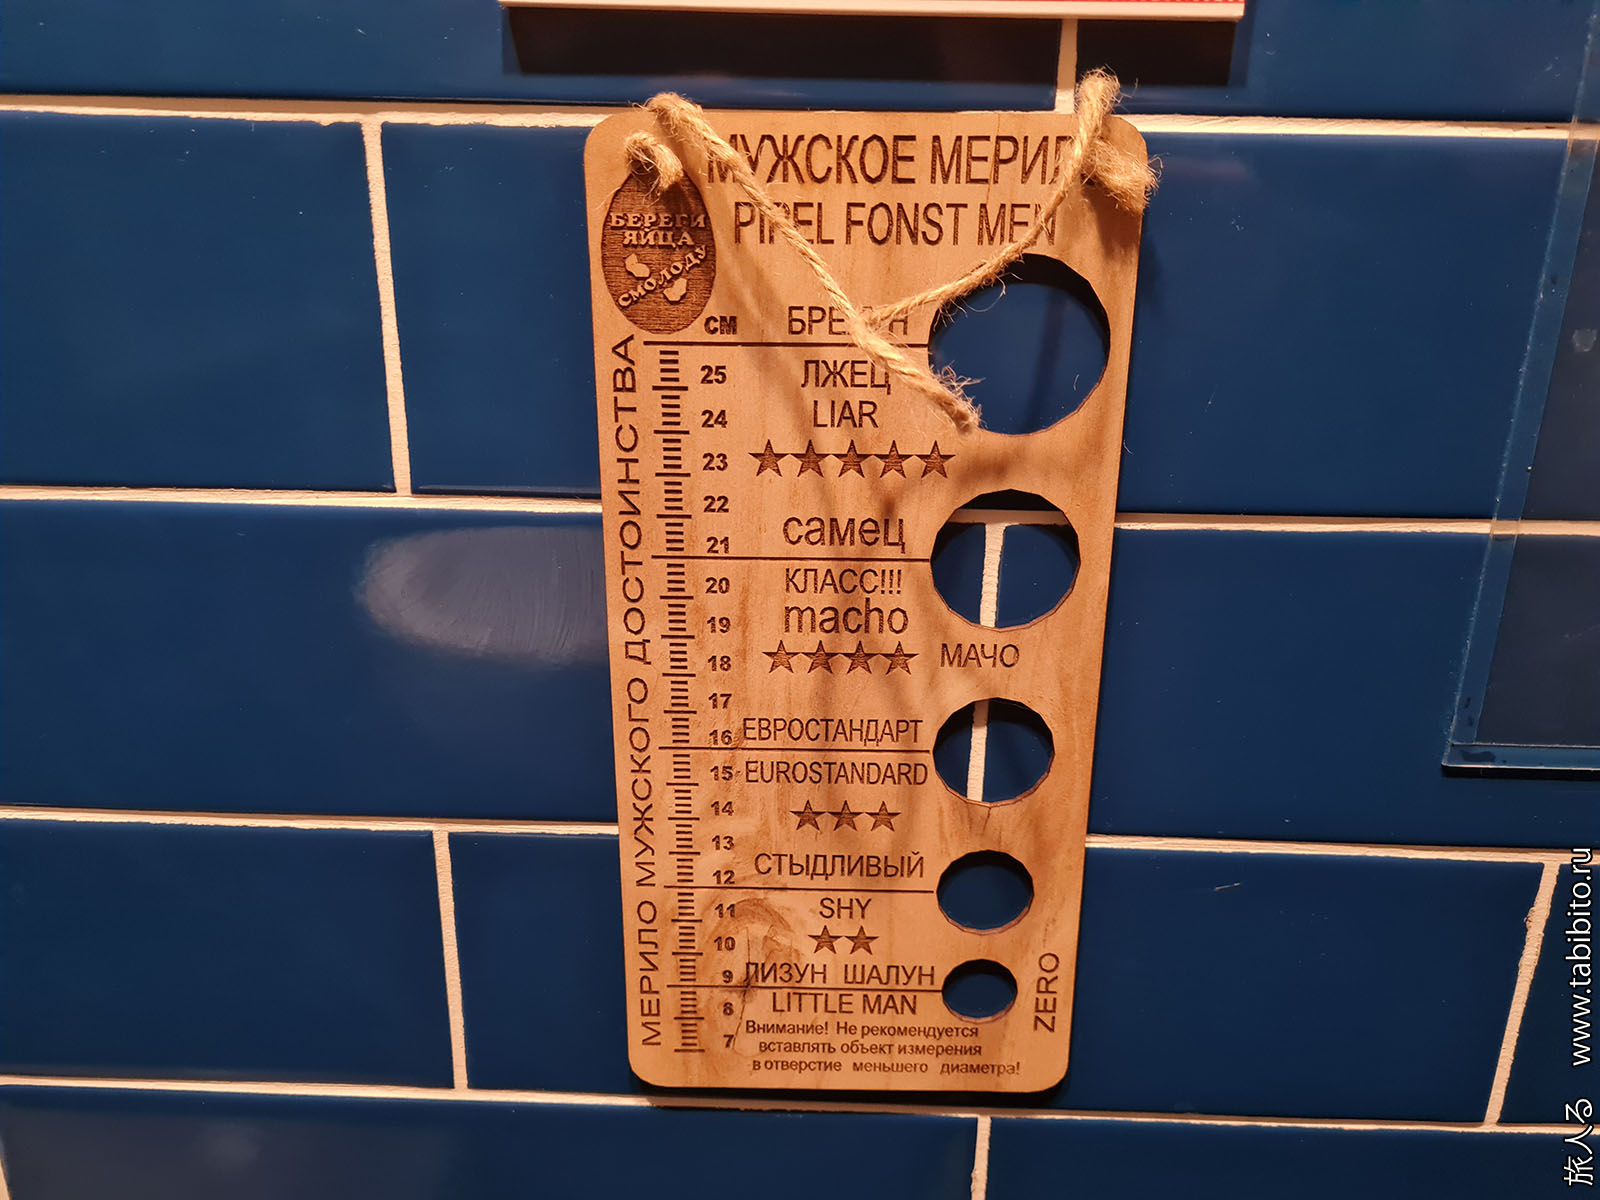 МУЖСКОЕ
PIPEL FONST MEN
БЕРЕГИ
ЯЙЦА
СМОЛОДУ
МЕРИЛО МУЖСКОГО ДОСТОИНСТВА
СМ
25
ЛЖЕЦ
24
LIAR
23
22
21
самец
20
КЛАСС!!!
19
macho
18
МАЧО
17
16
ЕВРОСТАНДАРТ
15
EUROSTANDARD
14
13
СТЫДЛИВЫЙ
12
11
SHY
10
9
ЛИЗУН ШАЛУН
8
LITTLE MAN
7
ZERO
Внимание! Не рекомендуется
вставлять объект измерения
в отверстие меньшего диаметра!
旅人る www.tabibito.ru